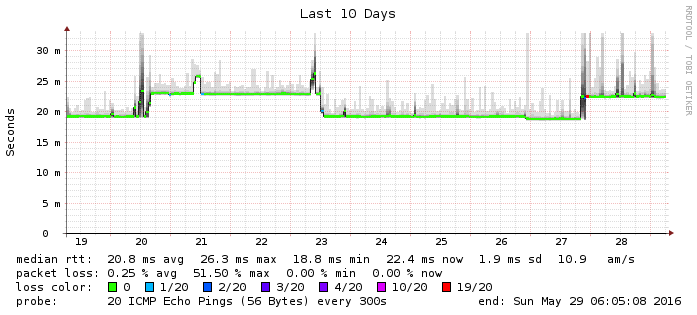 Last 10 Days
RRDTOOL / TOBI OETIKER
Seconds
30 m
25 m
20 m
15 m
10 m
5 m
0
19 20 21 22 23 24 25 26 27 28
median rtt: 20.8 ms avg 26.3 ms max 18.8 ms min 22.4 ms now 1.9 ms sd 10.9 am/s
packet loss: 0.25 % avg 51.50 % max 0.00 % min 0.00 % now
loss color: 0 1/20 2/20 3/20 4/20 10/20 19/20
probe: 20 ICMP Echo Pings (56 Bytes) every 300s end: Sun May 29 06:05:08 2016